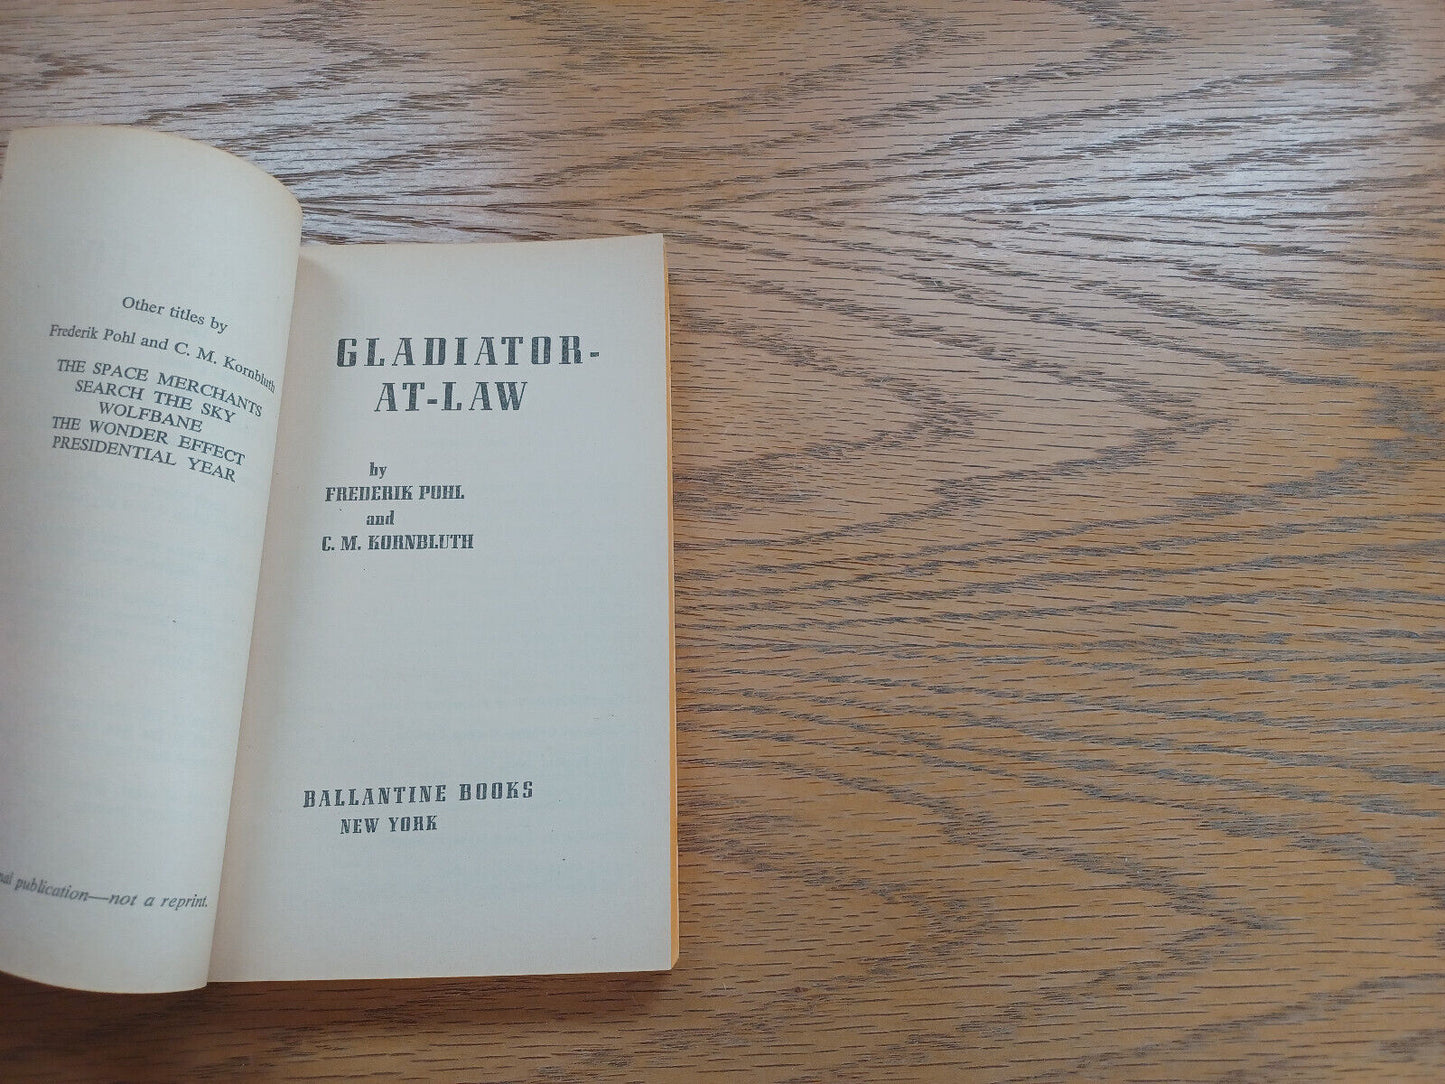 Other titles by
Frederik Pohl and C. M. Kornbluth
THE SPACE MERCHANTS
SEARCH THE SKY
WOLFBANE
THE WONDER EFFECT
PRESIDENTIAL YEAR
publication—not a reprint.
GLADIATOR-
AT-LAW
by
FREDERIK POHL
and
C. M. KORNBLUTH
BALLANTINE BOOKS
NEW YORK